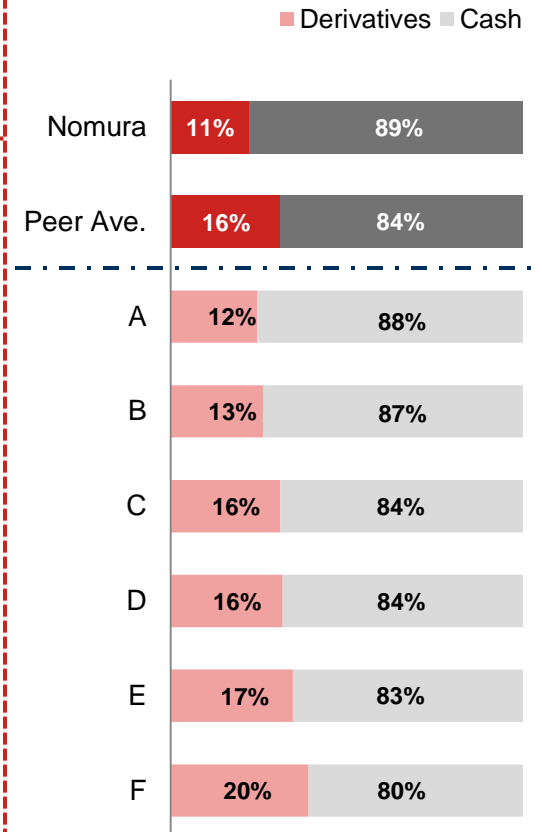 Derivatives Cash
Nomura 11% 89%
Peer Ave. 16% 84%
A 12% 88%
B 13% 87%
C 16% 84%
D 16% 84%
E 17% 83%
F 20% 80%